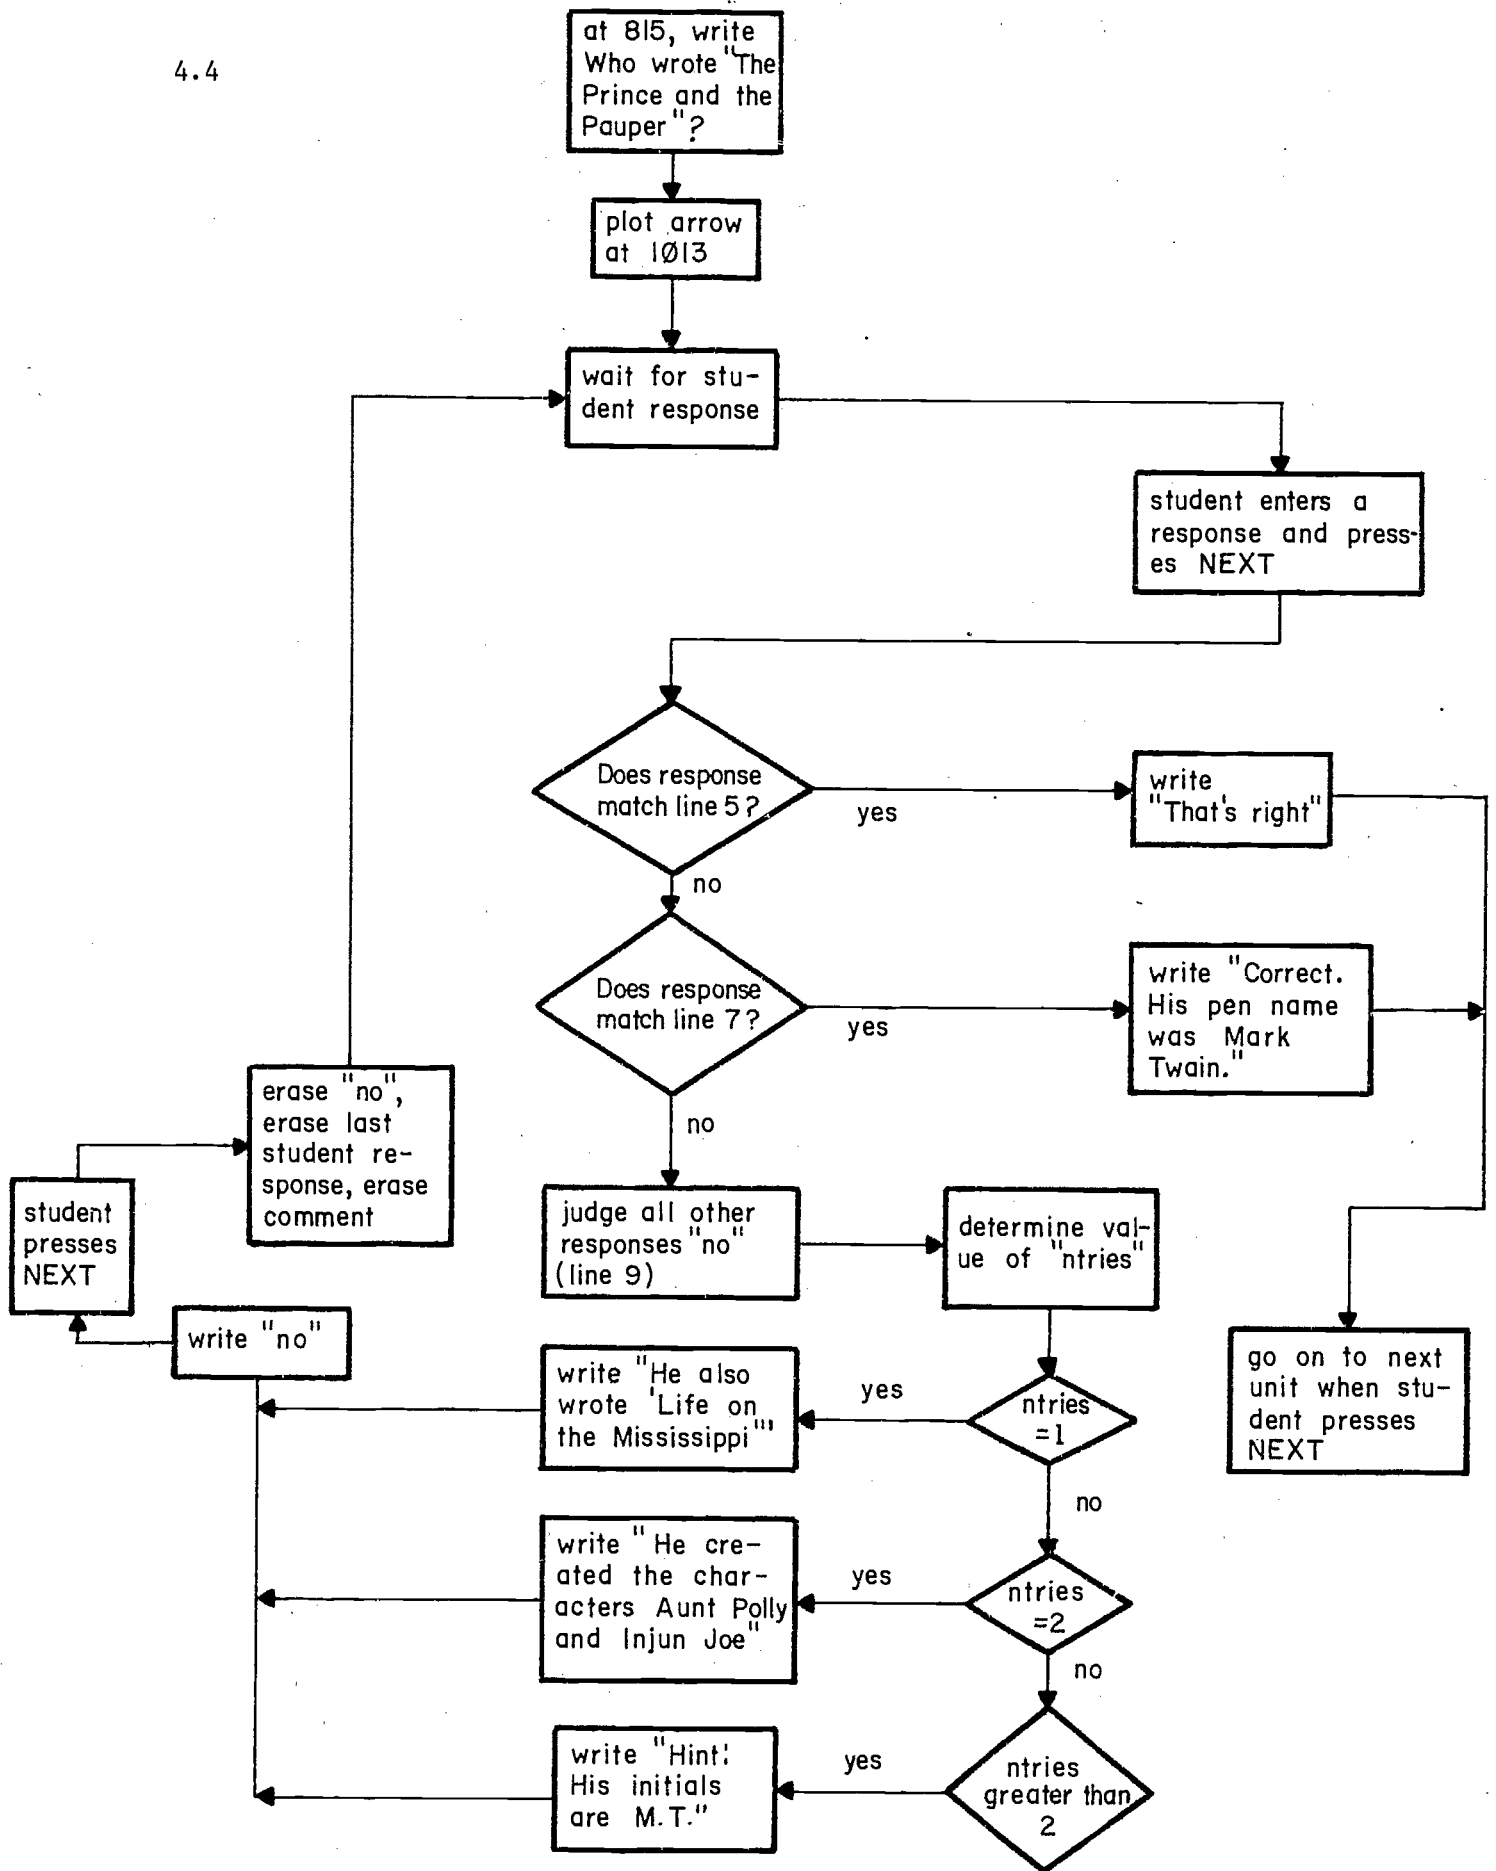 4.4
at 815, write
Who wrote "The
Prince and the
Pauper"?
plot arrow
at 1Ø13
wait for stu-
dent response
student enters a
response and press-
es NEXT
Does response
match line 5?
yes
write
"That's right"
no
Does response
match line 7?
yes
write "Correct.
His pen name
was Mark
Twain."
no
erase "no",
erase last
student re-
sponse, erase
comment
student
presses
NEXT
write "no"
judge all other
responses "no"
(line 9)
determine val-
ue of "ntries"
go on to next
unit when stu-
dent presses
NEXT
ntries
=1
yes
write "He also
wrote 'Life on
the Mississippi'"
no
ntries
=2
yes
write "He cre-
ated the char-
acters Aunt Polly
and Injun Joe"
no
ntries
greater than
2
yes
write "Hint:
His initials
are M.T."